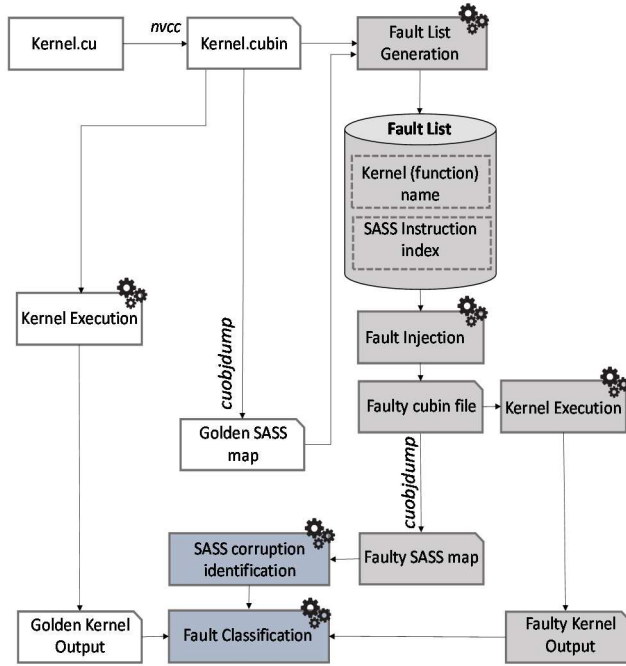 Kernel.cu
nvcc
Kernel.cubin
Fault List
Generation
Fault List
Kernel (function)
name
SASS Instruction
index
Kernel Execution
Fault Injection
cuobjdump
Faulty cubin file
Kernel Execution
Golden SASS
map
cuobjdump
SASS corruption
identification
Faulty SASS map
Golden Kernel
Output
Fault Classification
Faulty Kernel
Output